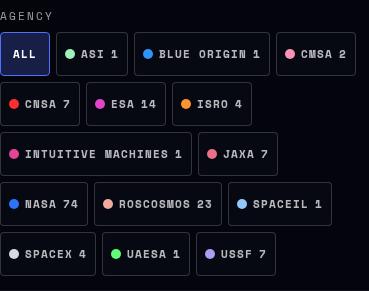 AGENCY
ALL ASI 1 BLUE ORIGIN 1 CMSA 2
CNSA 7 ESA 14 ISRO 4
INTUITIVE MACHINES 1 JAXA 7
NASA 74 ROSCOSMOS 23 SPACEIL 1
SPACEX 4 UAESA 1 USSF 7